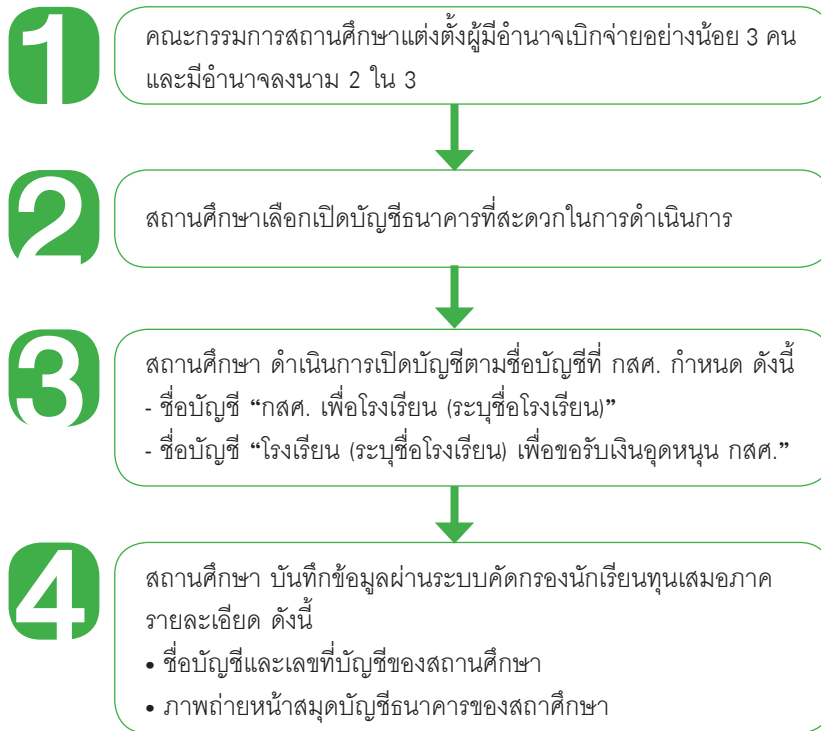 1
คณะกรรมการสถานศึกษาแต่งตั้งผู้มีอำนาจเบิกจ่ายอย่างน้อย 3 คน
และมีอำนาจลงนาม 2 ใน 3
2
สถานศึกษาเลือกเปิดบัญชีธนาคารที่สะดวกในการดำเนินการ
3
สถานศึกษา ดำเนินการเปิดบัญชีตามชื่อบัญชีที่ กสศ. กำหนด ดังนี้
- ชื่อบัญชี “กสศ. เพื่อโรงเรียน (ระบุชื่อโรงเรียน)”
- ชื่อบัญชี “โรงเรียน (ระบุชื่อโรงเรียน) เพื่อขอรับเงินอุดหนุน กสศ.”
4
สถานศึกษา บันทึกข้อมูลผ่านระบบคัดกรองนักเรียนทุนเสมอภาค
รายละเอียด ดังนี้
• ชื่อบัญชีและเลขที่บัญชีของสถานศึกษา
• ภาพถ่ายหน้าสมุดบัญชีธนาคารของสถาศึกษา